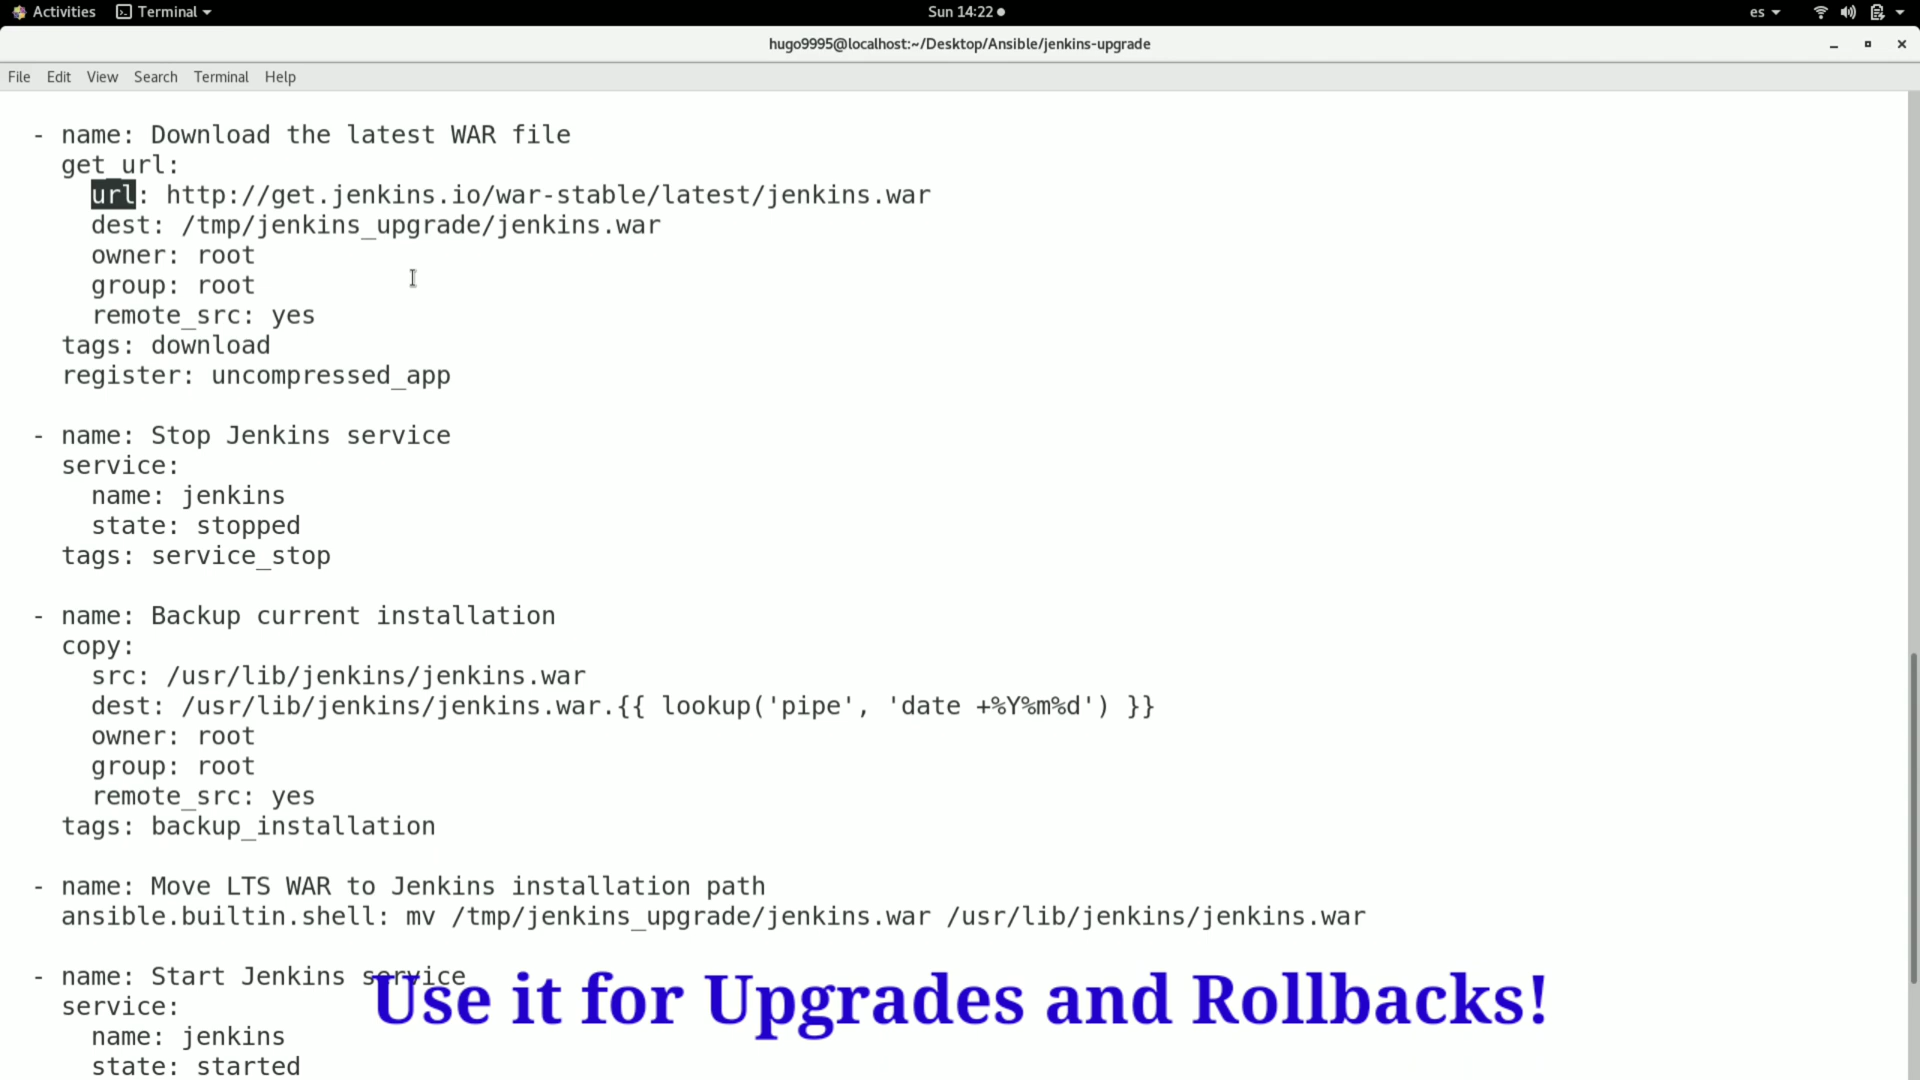 Activities Terminal Sun 14:22 es
hugo9995@localhost:~/Desktop/Ansible/jenkins-upgrade
File Edit View Search Terminal Help
- name: Download the latest WAR file
get_url:
url: http://get.jenkins.io/war-stable/latest/jenkins.war
dest: /tmp/jenkins_upgrade/jenkins.war
owner: root
group: root
remote_src: yes
tags: download
register: uncompressed_app
- name: Stop Jenkins service
service:
name: jenkins
state: stopped
tags: service_stop
- name: Backup current installation
copy:
src: /usr/lib/jenkins/jenkins.war
dest: /usr/lib/jenkins/jenkins.war.{{ lookup('pipe', 'date +%Y%m%d') }}
owner: root
group: root
remote_src: yes
tags: backup_installation
- name: Move LTS WAR to Jenkins installation path
ansible.builtin.shell: mv /tmp/jenkins_upgrade/jenkins.war /usr/lib/jenkins/jenkins.war
- name: Start Jenkins service
Use it for Upgrades and Rollbacks!
service:
name: jenkins
state: started